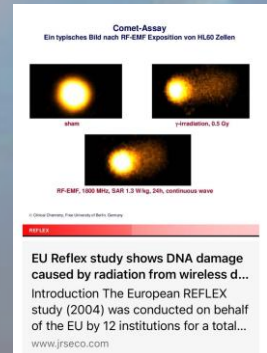 Comet-Assay
Ein typisches Bild nach RF-EMF Exposition von HL60 Zellen
sham
γ-irradiation, 0.5 Gy
RF-EMF, 1800 MHz, SAR 1.3 W/kg, 24h, continuous wave
© Clinical Chemistry, Free University of Berlin, Germany
REFLEX
EU Reflex study shows DNA damage
caused by radiation from wireless d...
Introduction The European REFLEX
study (2004) was conducted on behalf
of the EU by 12 institutions for a total...
www.jrseco.com